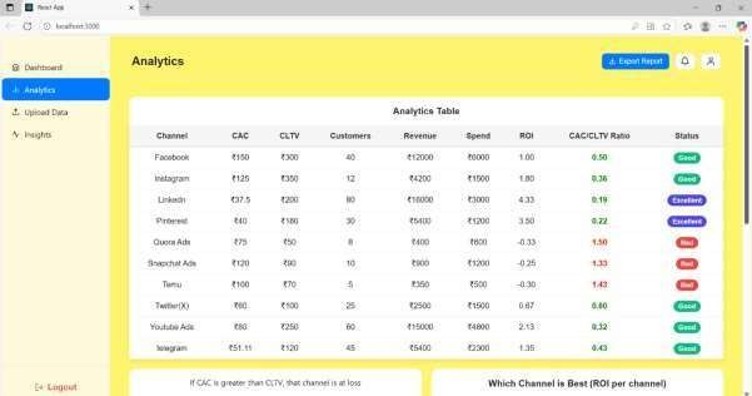 React App
localhost:3000
Analytics
Export Report
Dashboard
Analytics
Upload Data
Insights
Logout
Analytics Table
Channel CAC CLTV Customers Revenue Spend ROI CAC/CLTV Ratio Status
Facebook ₹150 ₹300 40 ₹12000 ₹6000 1.00 0.50 Good
Instagram ₹125 ₹350 12 ₹4200 ₹1500 1.80 0.36 Good
LinkedIn ₹37.5 ₹200 80 ₹16000 ₹3000 4.33 0.19 Excellent
Pinterest ₹40 ₹180 30 ₹5400 ₹1200 3.50 0.22 Excellent
Quora Ads ₹75 ₹50 8 ₹400 ₹600 -0.33 1.50 Bad
Snapchat Ads ₹120 ₹90 10 ₹900 ₹1200 -0.25 1.33 Bad
Temu ₹100 ₹70 5 ₹350 ₹500 -0.30 1.43 Bad
Twitter(X) ₹60 ₹100 25 ₹2500 ₹1500 0.67 0.60 Good
Youtube Ads ₹80 ₹250 60 ₹15000 ₹4800 2.13 0.32 Good
telegram ₹51.11 ₹120 45 ₹5400 ₹2300 1.35 0.43 Good
If CAC is greater than CLTV, that channel is at loss
Which Channel is Best (ROI per channel)